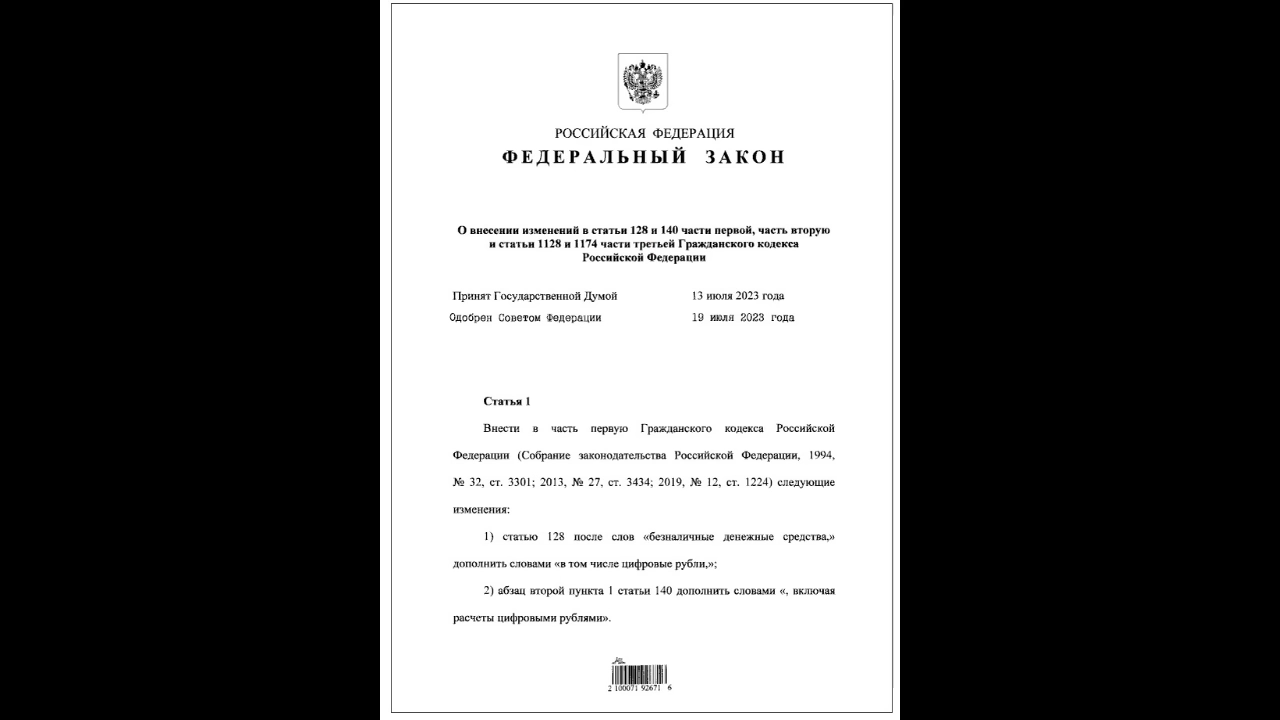 РОССИЙСКАЯ ФЕДЕРАЦИЯ
ФЕДЕРАЛЬНЫЙ ЗАКОН
О внесении изменений в статьи 128 и 140 части первой, часть вторую
и статьи 1128 и 1174 части третьей Гражданского кодекса
Российской Федерации
Принят Государственной Думой 13 июля 2023 года
Одобрен Советом Федерации 19 июля 2023 года
Статья 1
Внести в часть первую Гражданского кодекса Российской
Федерации (Собрание законодательства Российской Федерации, 1994,
№ 32, ст. 3301; 2013, № 27, ст. 3434; 2019, № 12, ст. 1224) следующие
изменения:
1) статью 128 после слов «безналичные денежные средства,»
дополнить словами «в том числе цифровые рубли,»;
2) абзац второй пункта 1 статьи 140 дополнить словами «, включая
расчеты цифровыми рублями».
2 100071 92671 6